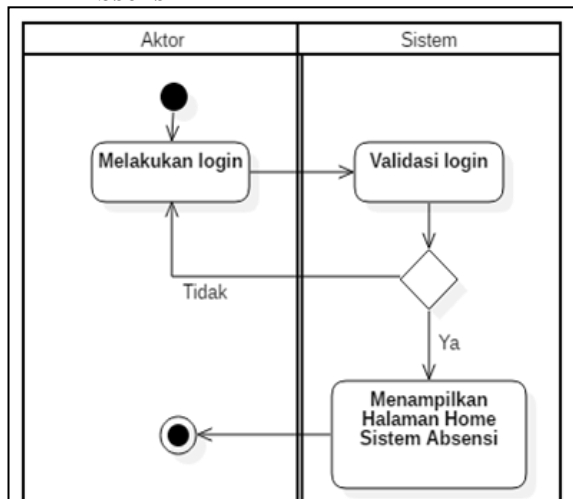 Aktor
Sistem
Melakukan login
Validasi login
Tidak
Ya
Menampilkan
Halaman Home
Sistem Absensi